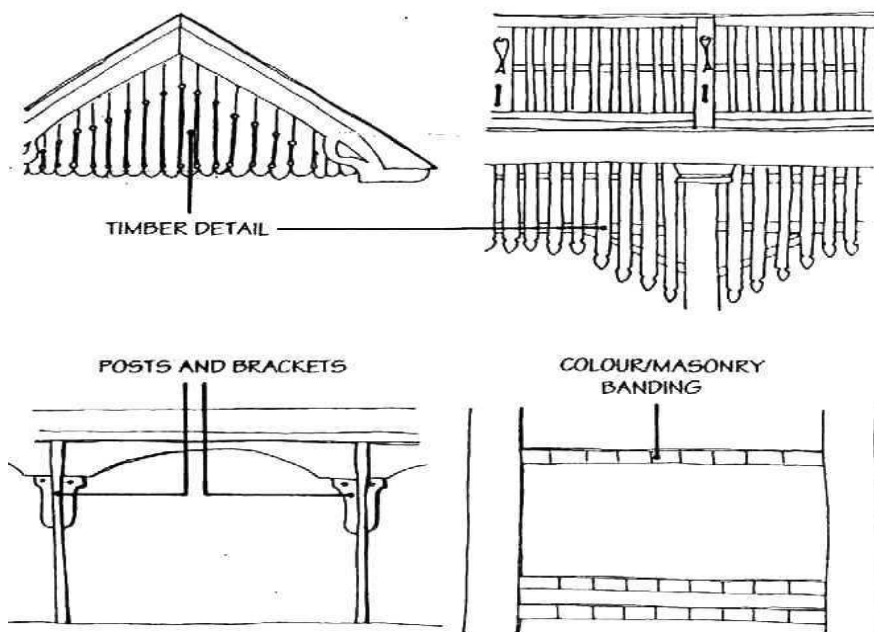 TIMBER DETAIL
POSTS AND BRACKETS
COLOUR/MASONRY
BANDING